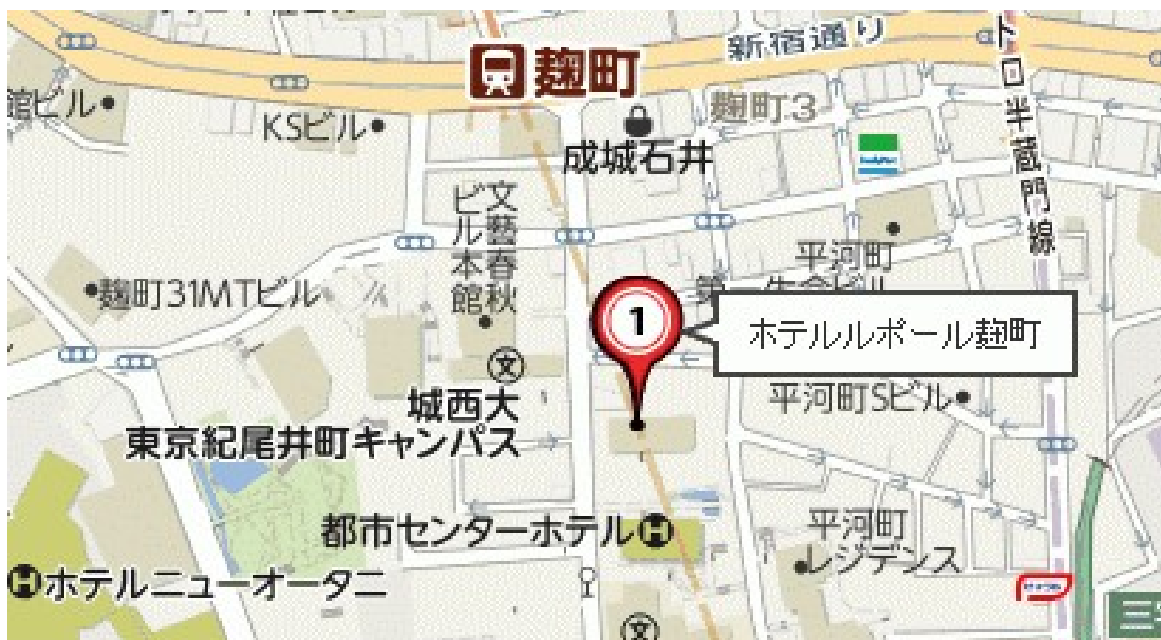 新宿通り
麹町
館ビル
KSビル
麹町3
成城石井
ト口半蔵門線
文藝春秋
ビル本館
平河町
麹町31MTビル
1
ホテルルポール麹町
城西大
東京紀尾井町キャンパス
平河町Sビル
都市センターホテル
H
平河町
レジデンス
H
ホテルニューオータニ
文
文